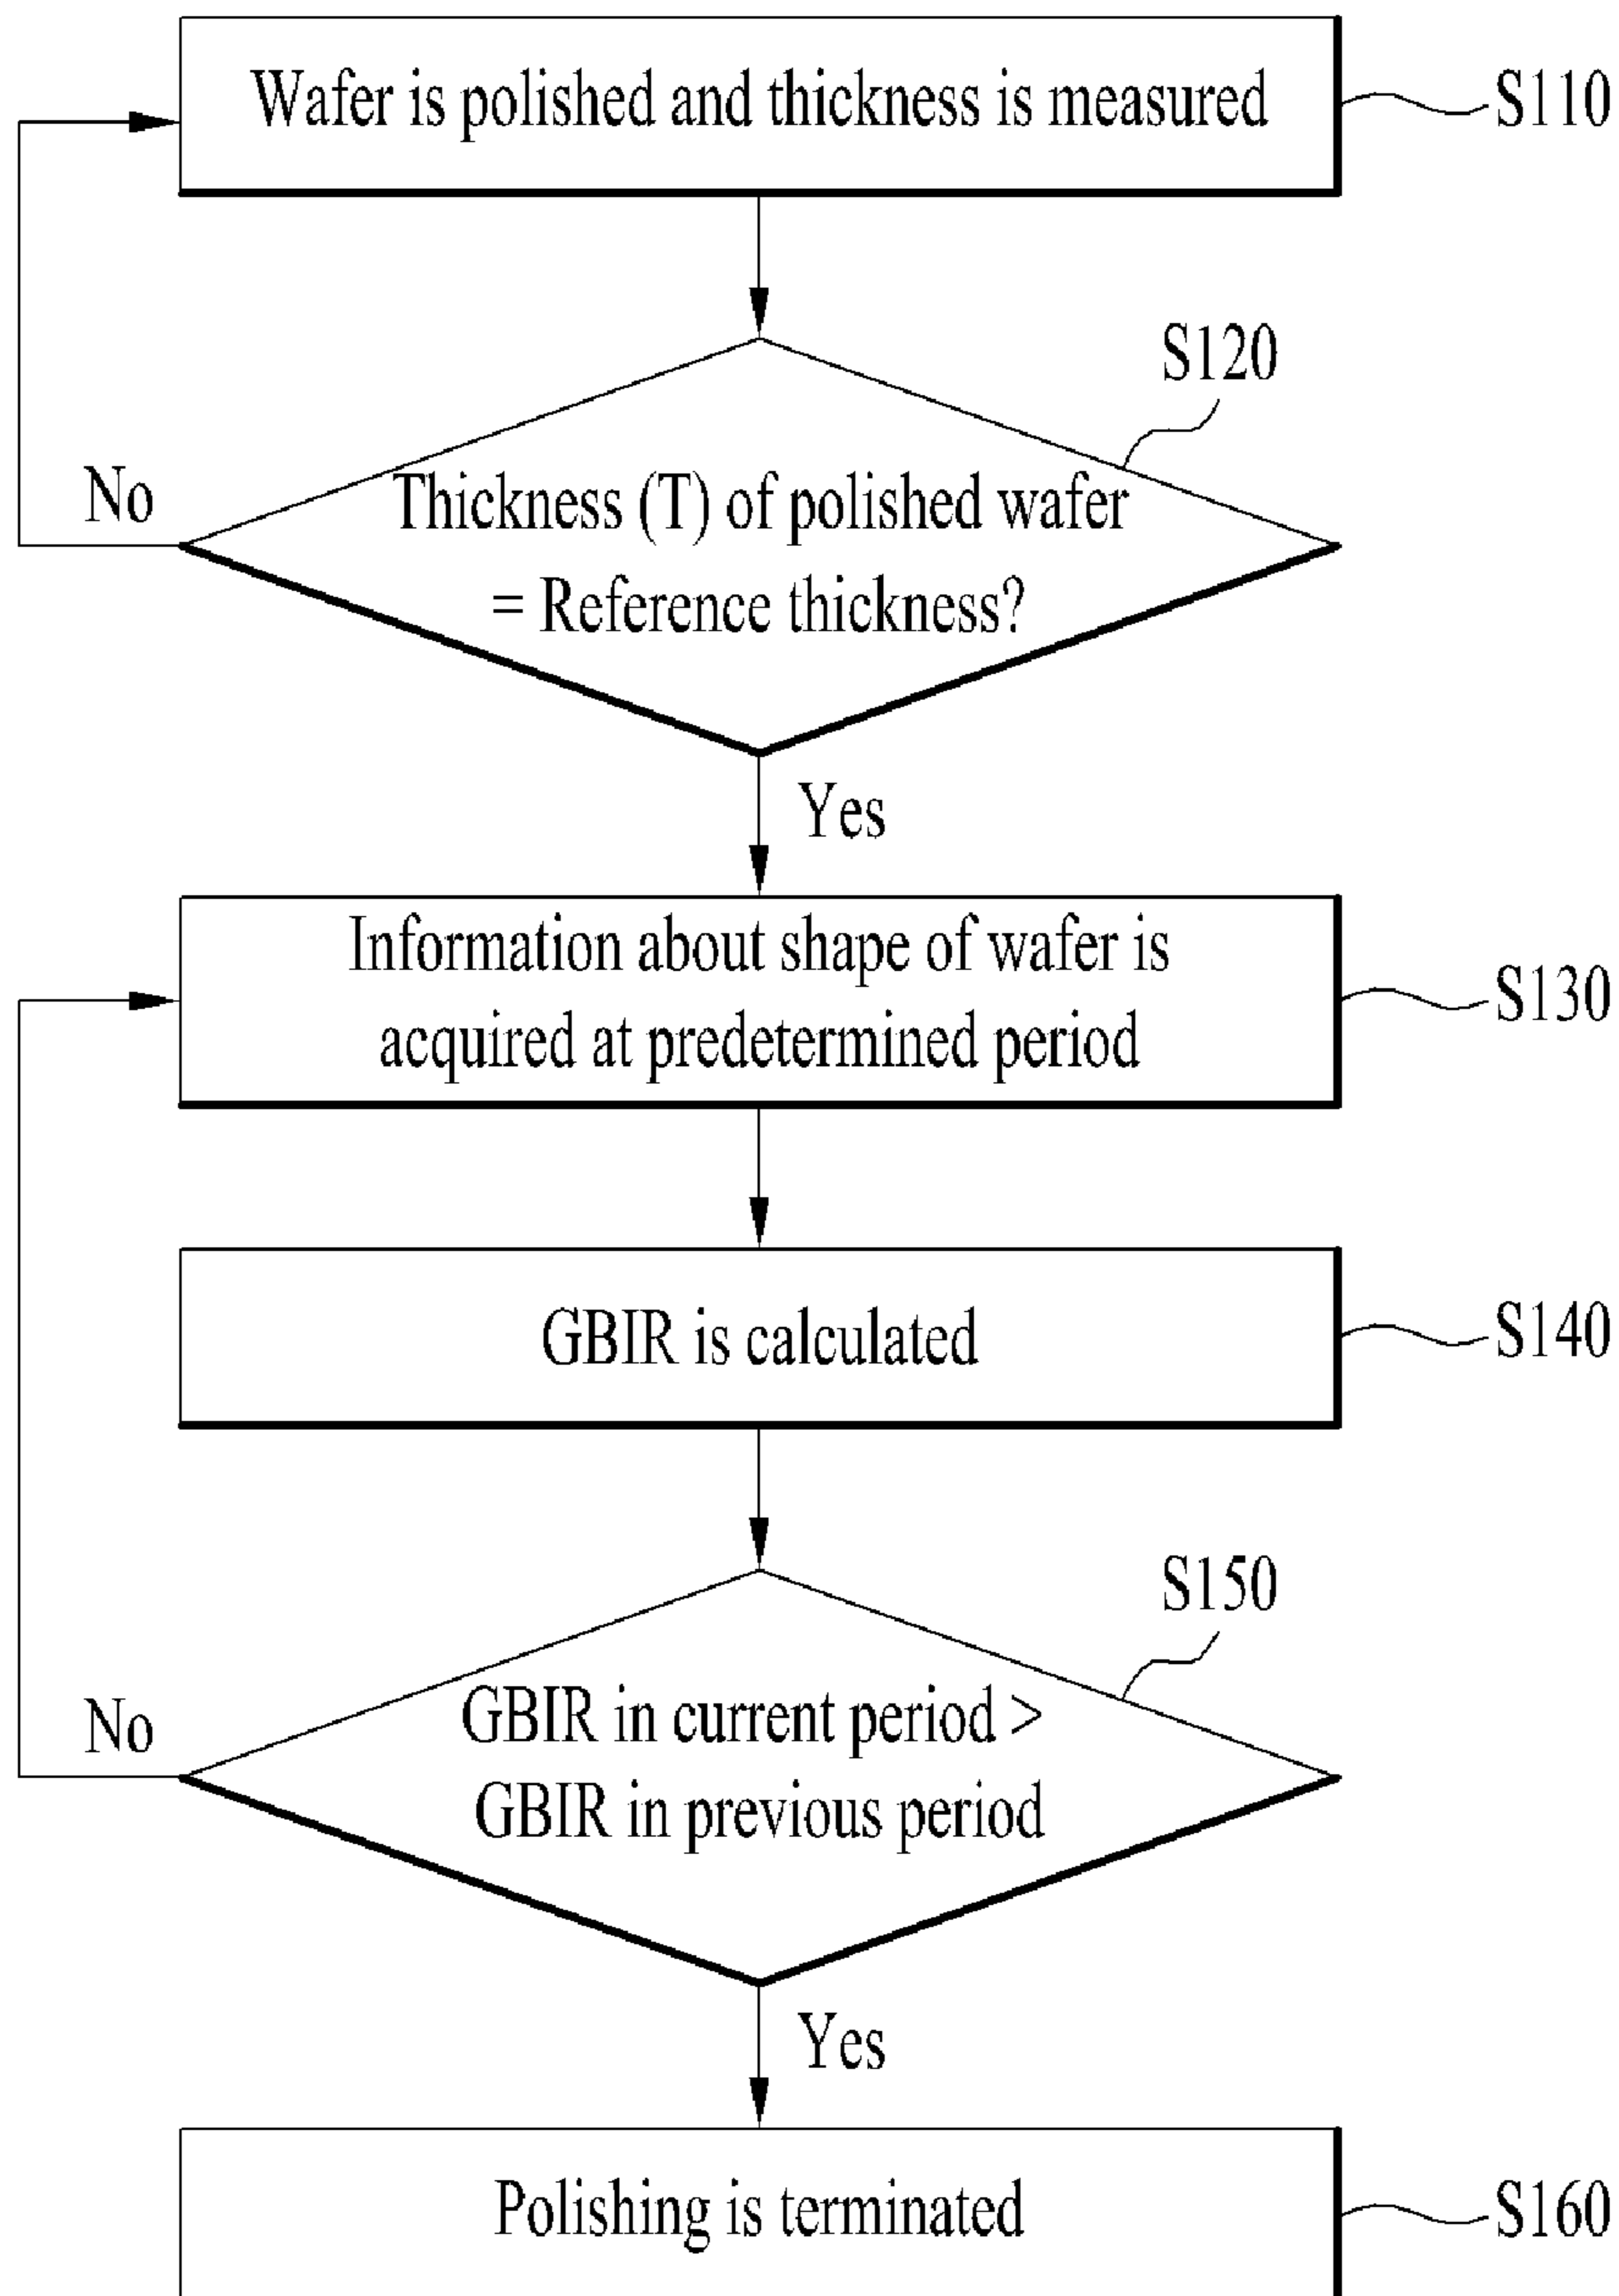 Wafer is polished and thickness is measured
S110
S120
No
Thickness (T) of polished wafer
= Reference thickness?
Yes
Information about shape of wafer is
acquired at predetermined period
S130
GBIR is calculated
S140
S150
No
GBIR in current period >
GBIR in previous period
Yes
Polishing is terminated
S160